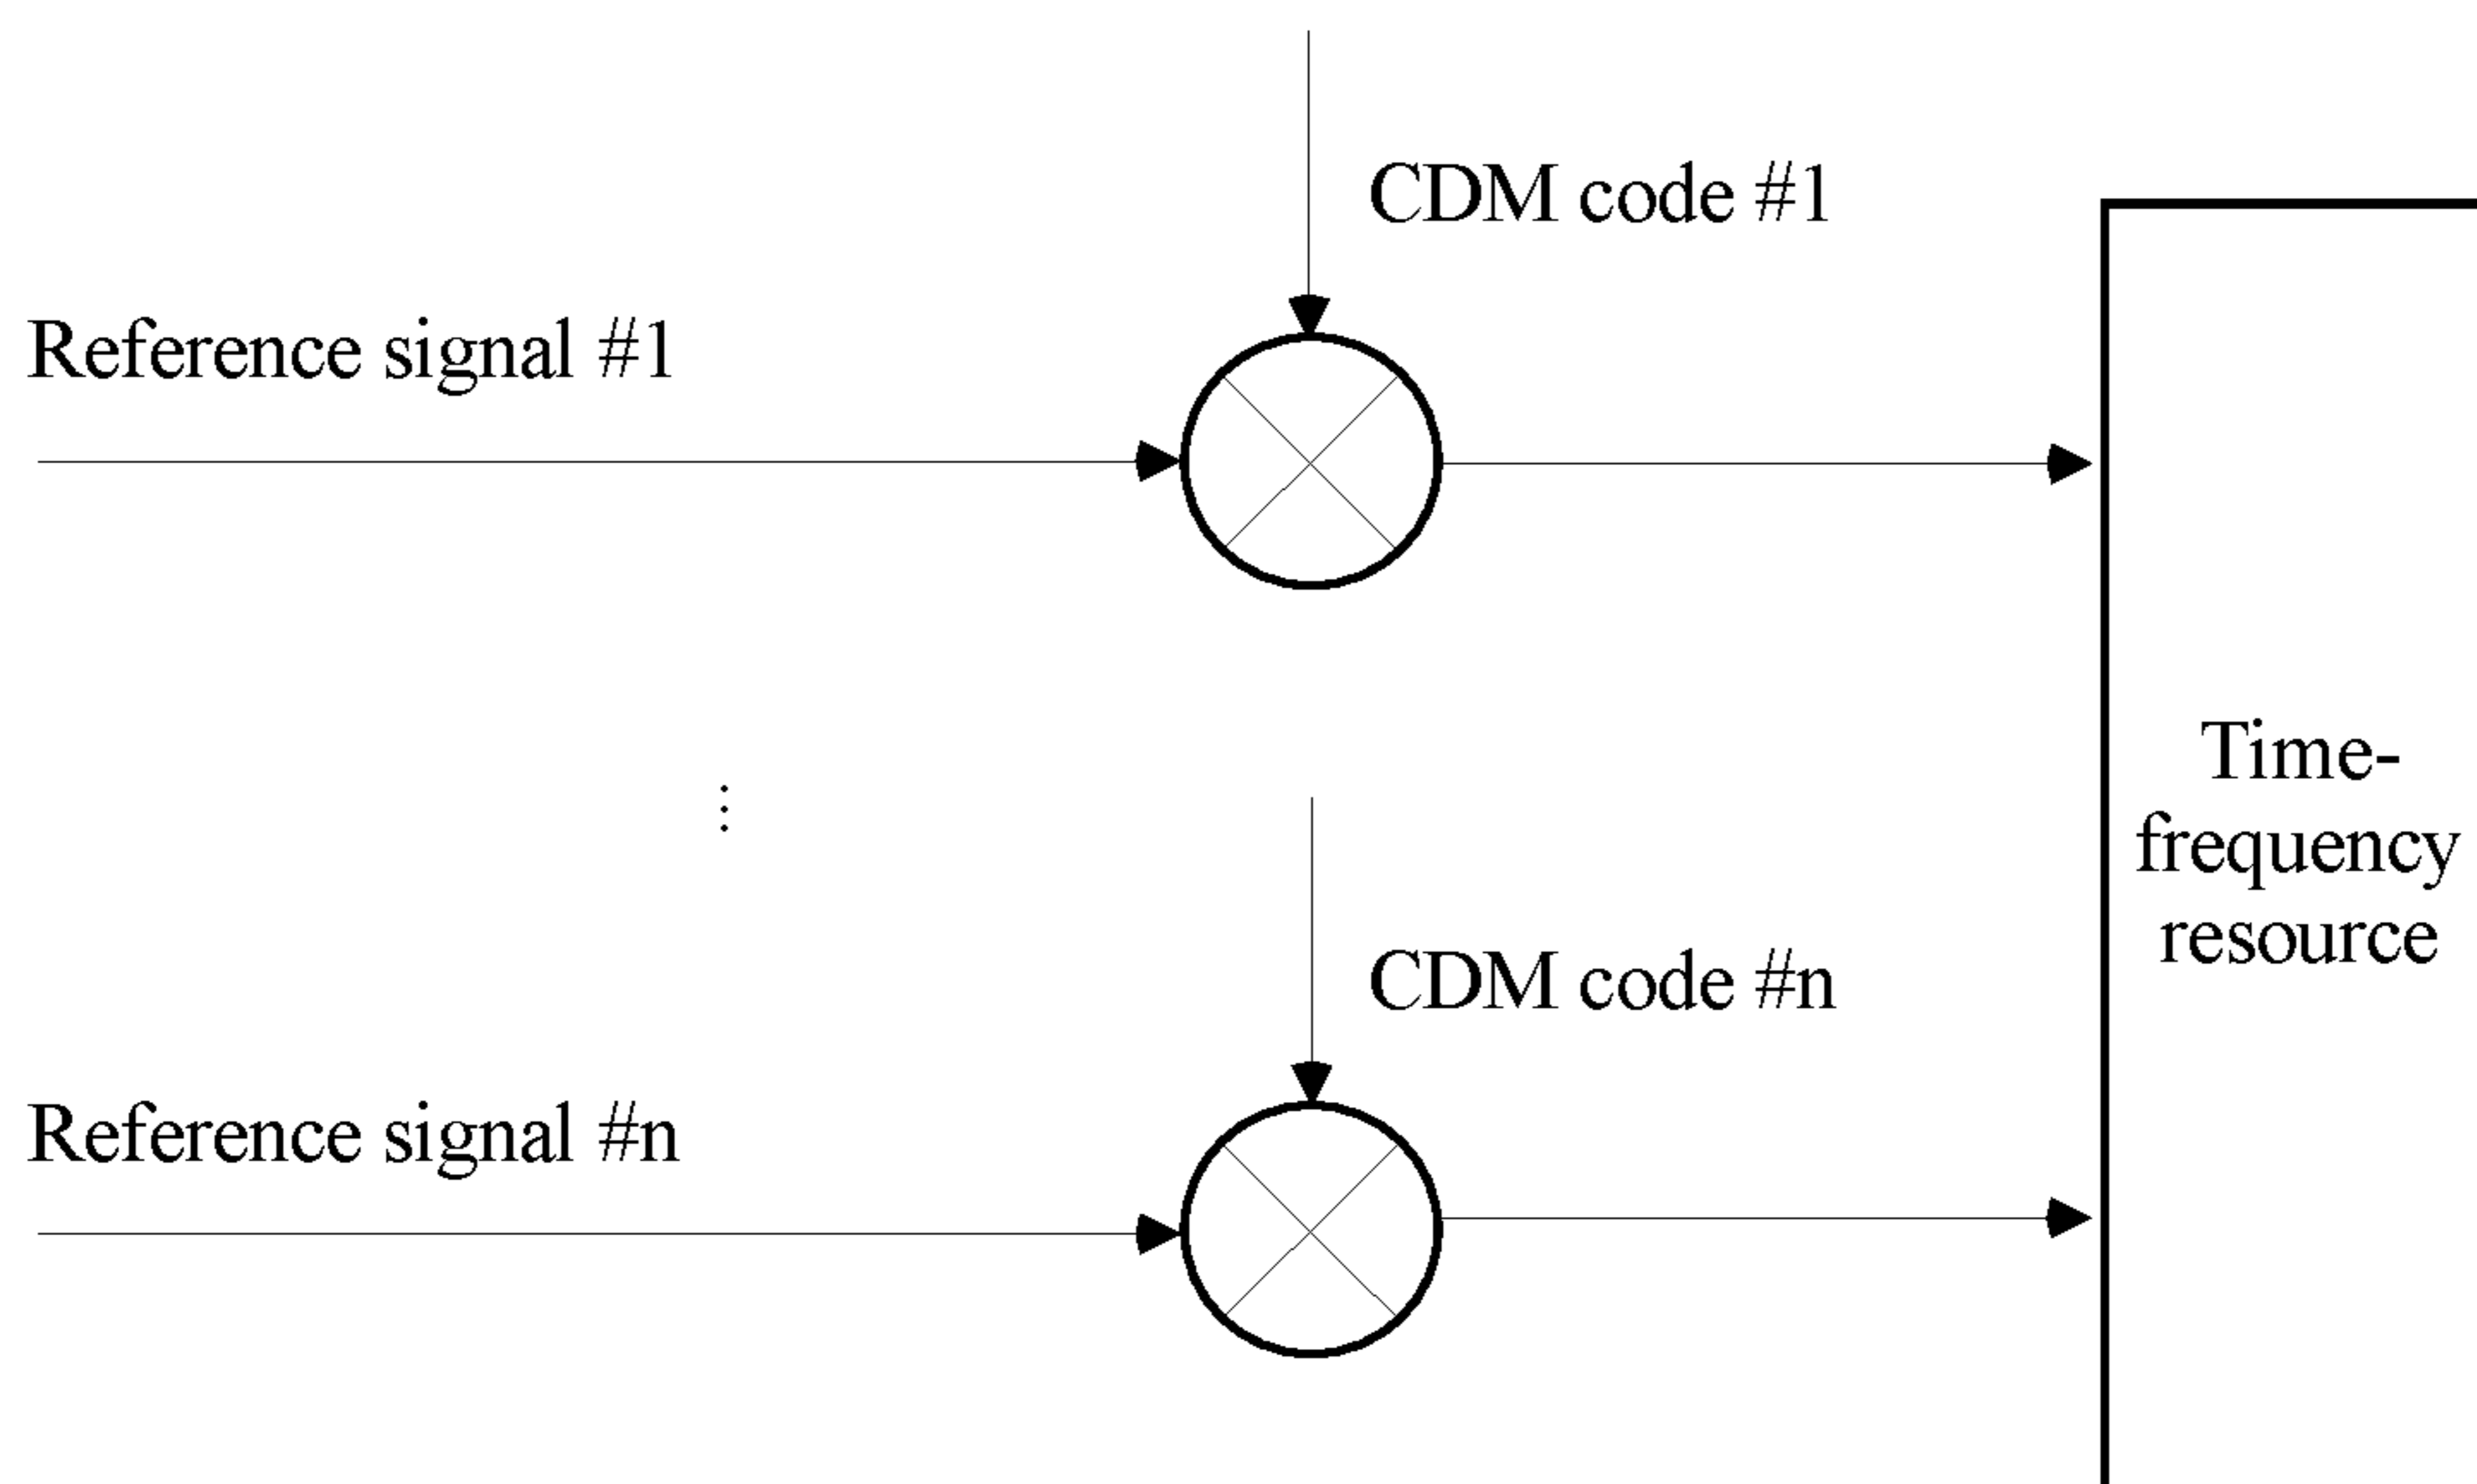 CDM code #1
Reference signal #1
Time-
frequency
resource
CDM code #n
Reference signal #n